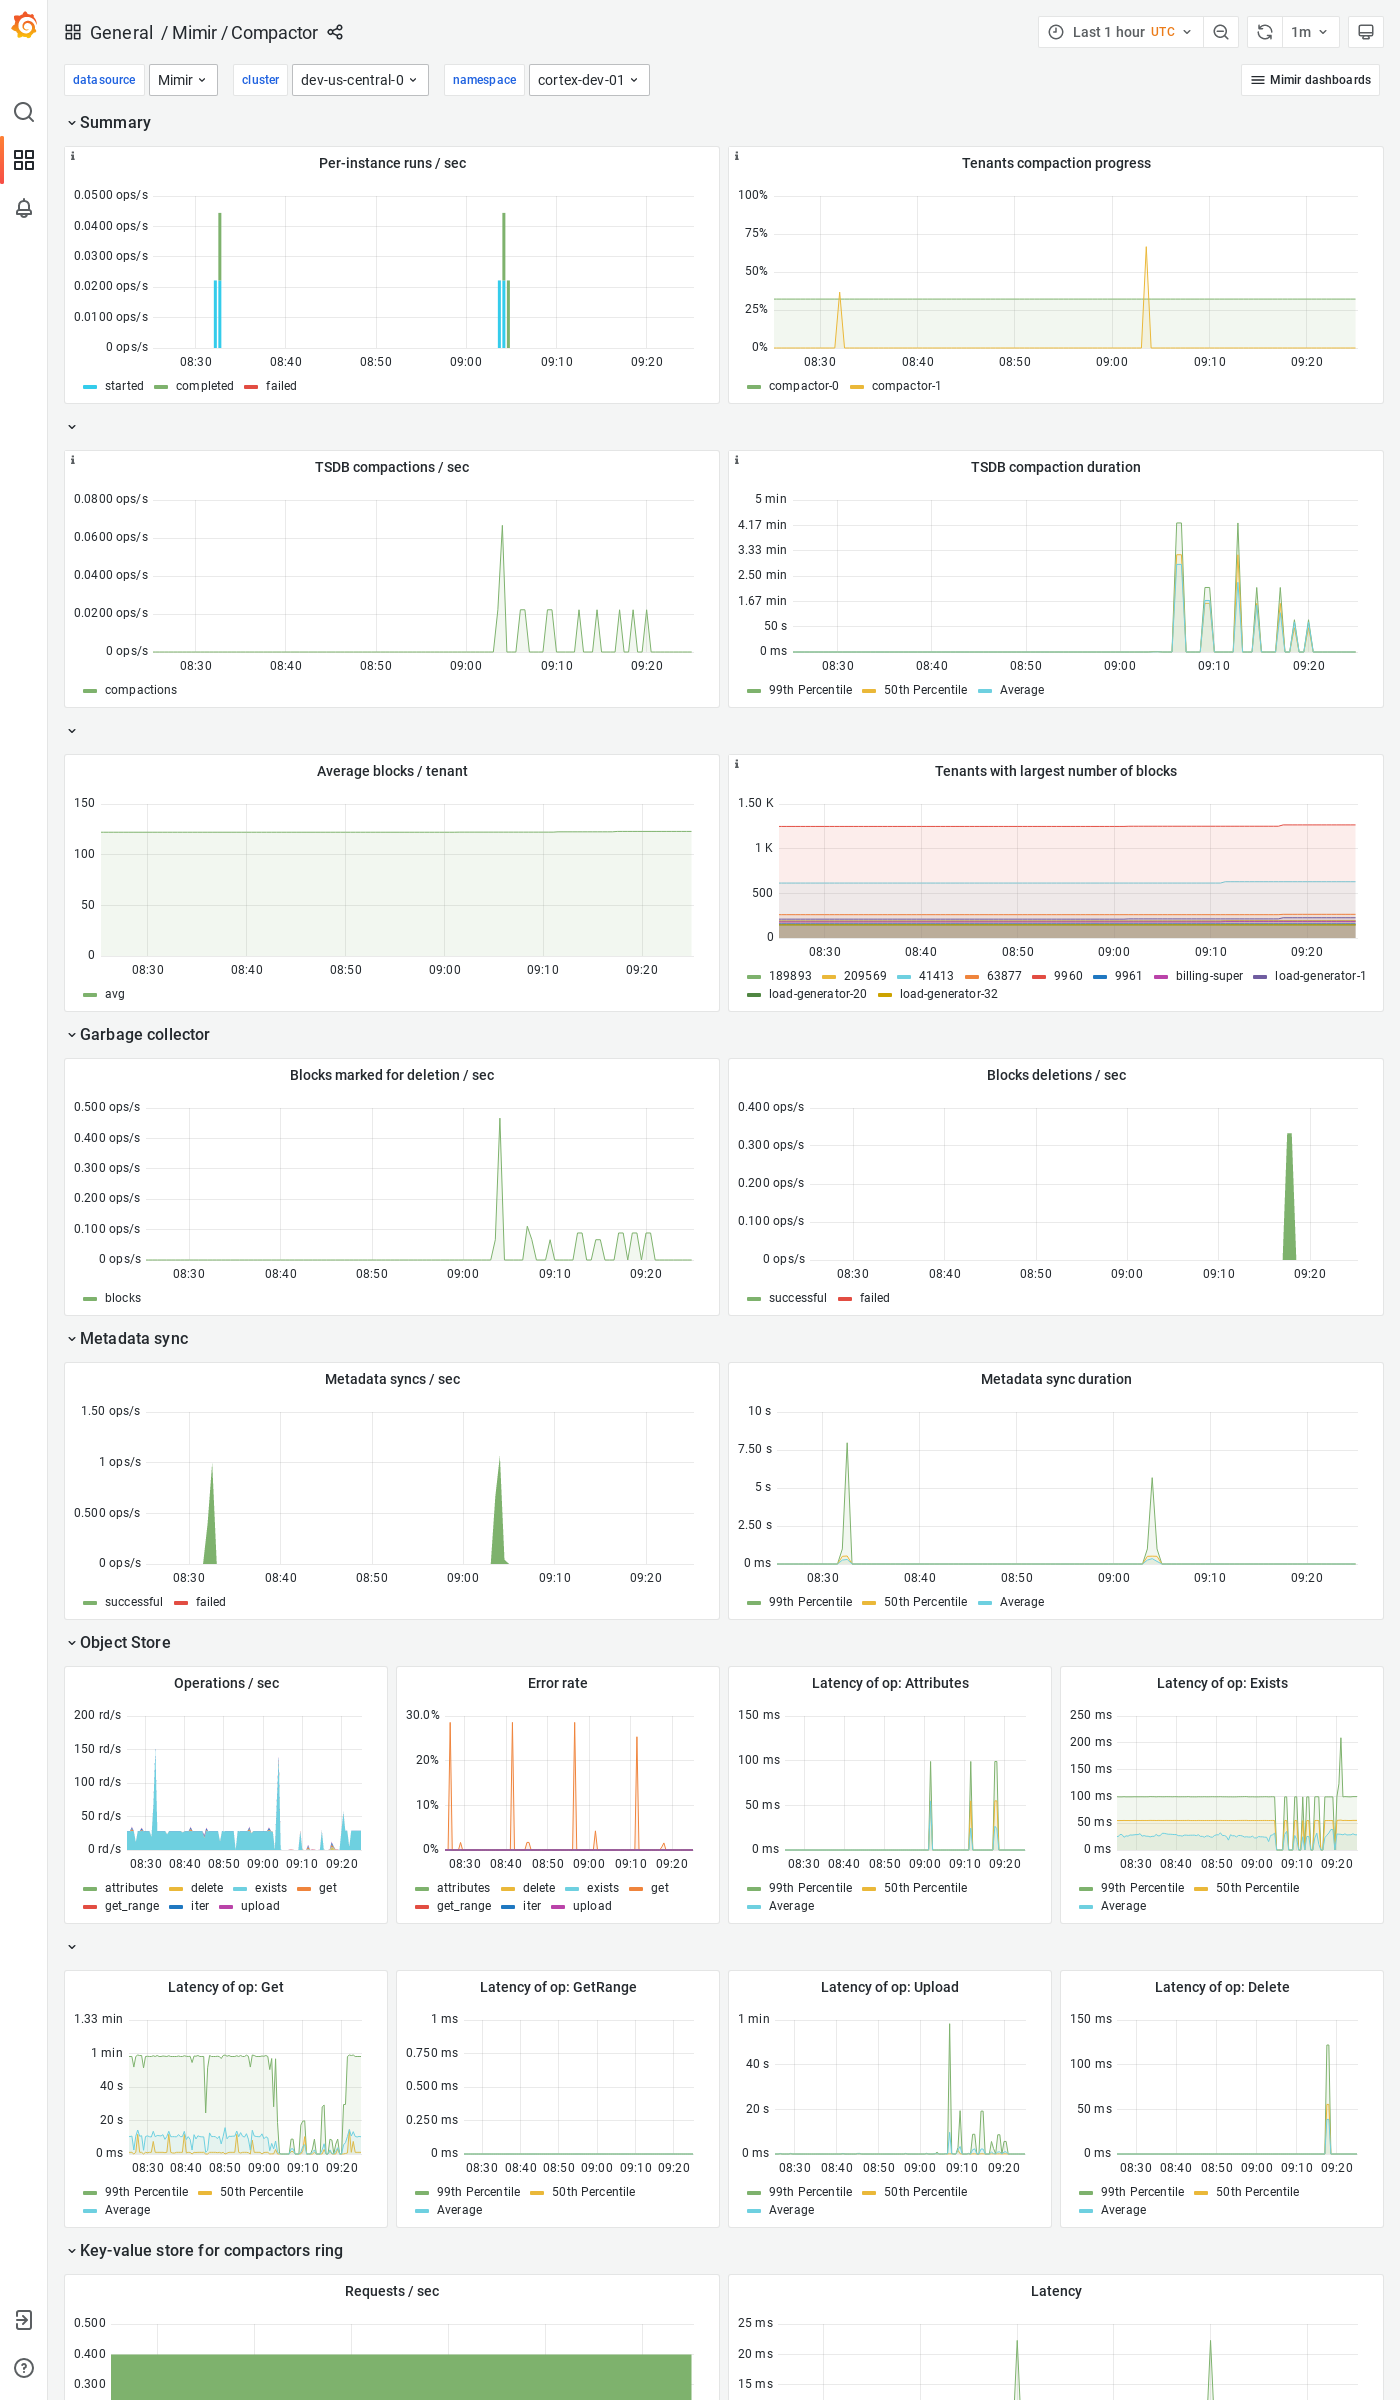 General / Mimir / Compactor
Last 1 hour UTC
1m
datasource Mimir cluster dev-us-central-0 namespace cortex-dev-01
Mimir dashboards
Summary
Per-instance runs / sec
0.0500 ops/s
0.0400 ops/s
0.0300 ops/s
0.0200 ops/s
0.0100 ops/s
0 ops/s
08:30 08:40 08:50 09:00 09:10 09:20
started completed failed
Tenants compaction progress
100%
75%
50%
25%
0%
08:30 08:40 08:50 09:00 09:10 09:20
compactor-0 compactor-1
TSDB compactions / sec
0.0800 ops/s
0.0600 ops/s
0.0400 ops/s
0.0200 ops/s
0 ops/s
08:30 08:40 08:50 09:00 09:10 09:20
compactions
TSDB compaction duration
5 min
4.17 min
3.33 min
2.50 min
1.67 min
50 s
0 ms
08:30 08:40 08:50 09:00 09:10 09:20
99th Percentile 50th Percentile Average
Average blocks / tenant
150
100
50
0
08:30 08:40 08:50 09:00 09:10 09:20
avg
Tenants with largest number of blocks
1.50 K
1 K
500
0
08:30 08:40 08:50 09:00 09:10 09:20
189893 209569 41413 63877 9960 9961 billing-super load-generator-1
load-generator-20 load-generator-32
Garbage collector
Blocks marked for deletion / sec
0.500 ops/s
0.400 ops/s
0.300 ops/s
0.200 ops/s
0.100 ops/s
0 ops/s
08:30 08:40 08:50 09:00 09:10 09:20
blocks
Blocks deletions / sec
0.400 ops/s
0.300 ops/s
0.200 ops/s
0.100 ops/s
0 ops/s
08:30 08:40 08:50 09:00 09:10 09:20
successful failed
Metadata sync
Metadata syncs / sec
1.50 ops/s
1 ops/s
0.500 ops/s
0 ops/s
08:30 08:40 08:50 09:00 09:10 09:20
successful failed
Metadata sync duration
10 s
7.50 s
5 s
2.50 s
0 ms
08:30 08:40 08:50 09:00 09:10 09:20
99th Percentile 50th Percentile Average
Object Store
Operations / sec
200 rd/s
150 rd/s
100 rd/s
50 rd/s
0 rd/s
08:30 08:40 08:50 09:00 09:10 09:20
attributes delete exists get
get_range iter upload
Error rate
30.0%
20%
10%
0%
08:30 08:40 08:50 09:00 09:10 09:20
attributes delete exists get
get_range iter upload
Latency of op: Attributes
150 ms
100 ms
50 ms
0 ms
08:30 08:40 08:50 09:00 09:10 09:20
99th Percentile 50th Percentile
Average
Latency of op: Exists
250 ms
200 ms
150 ms
100 ms
50 ms
0 ms
08:30 08:40 08:50 09:00 09:10 09:20
99th Percentile 50th Percentile
Average
Latency of op: Get
1.33 min
1 min
40 s
20 s
0 ms
08:30 08:40 08:50 09:00 09:10 09:20
99th Percentile 50th Percentile
Average
Latency of op: GetRange
1 ms
0.750 ms
0.500 ms
0.250 ms
0 ms
08:30 08:40 08:50 09:00 09:10 09:20
99th Percentile 50th Percentile
Average
Latency of op: Upload
1 min
40 s
20 s
0 ms
08:30 08:40 08:50 09:00 09:10 09:20
99th Percentile 50th Percentile
Average
Latency of op: Delete
150 ms
100 ms
50 ms
0 ms
08:30 08:40 08:50 09:00 09:10 09:20
99th Percentile 50th Percentile
Average
Key-value store for compactors ring
Requests / sec
0.500
0.400
0.300
Latency
25 ms
20 ms
15 ms